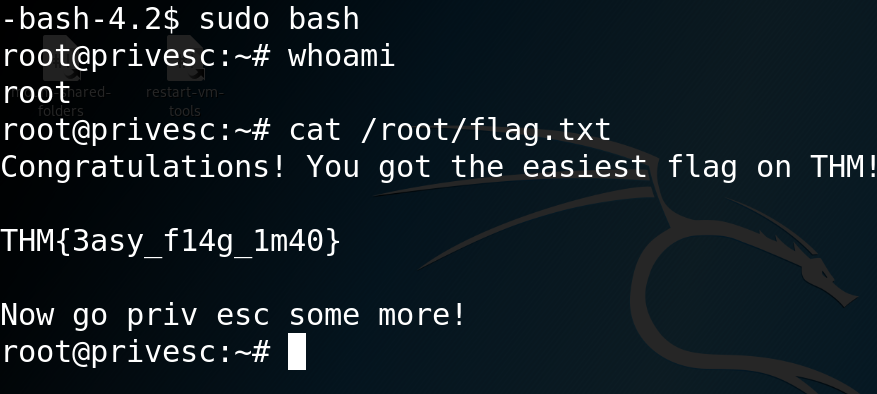 -bash-4.2$ sudo bash
root@privesc:~# whoami
root
shared-folders
restart-vm-tools
root@privesc:~# cat /root/flag.txt
Congratulations! You got the easiest flag on THM!
THM{3asy_f14g_1m40}
Now go priv esc some more!
root@privesc:~#